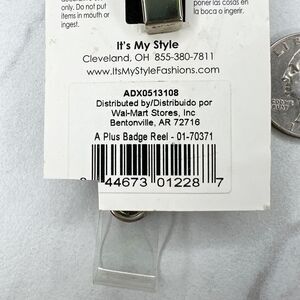 only. Do not put
items in mouth or
ingest.
poner las cosas en
la boca o ingerir.
It's My Style
Cleveland, OH 855-380-7811
www.ItsMyStyleFashions.com
ADX0513108
Distributed by/Distribuido por
Wal-Mart Stores, Inc
Bentonville, AR 72716
A Plus Badge Reel - 01-70371
8 44673 01228 7